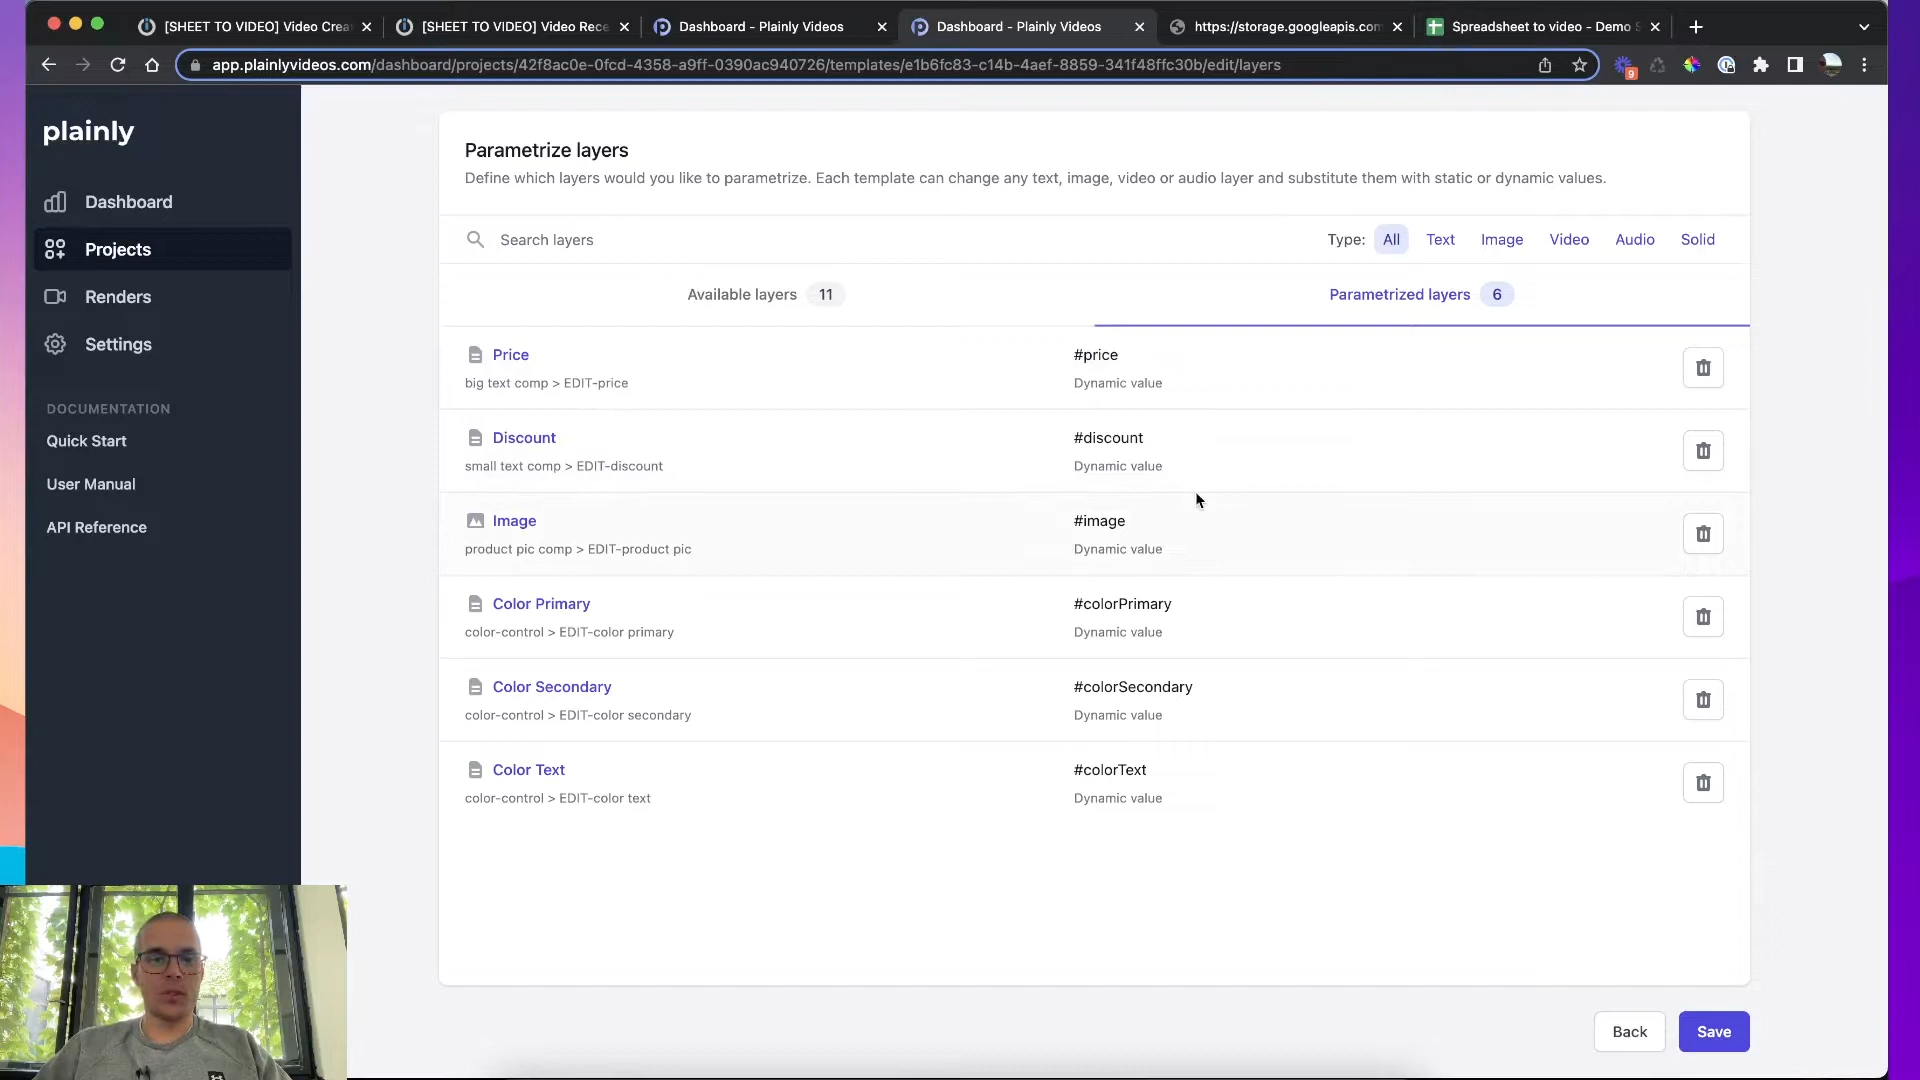 [SHEET TO VIDEO] Video Crea
[SHEET TO VIDEO] Video Rece
Dashboard - Plainly Videos
Dashboard - Plainly Videos
https://storage.googleapis.com
Spreadsheet to video - Demo S
app.plainlyvideos.com/dashboard/projects/42f8ac0e-0fcd-4358-a9ff-0390ac940726/templates/e1b6fc83-c14b-4aef-8859-341f48ffc30b/edit/layers
9
plainly
Dashboard
Projects
Renders
Settings
DOCUMENTATION
Quick Start
User Manual
API Reference
Parametrize layers
Define which layers would you like to parametrize. Each template can change any text, image, video or audio layer and substitute them with static or dynamic values.
Search layers
Type: All Text Image Video Audio Solid
Available layers 11
Parametrized layers 6
Price
#price
big text comp > EDIT-price
Dynamic value
Discount
#discount
small text comp > EDIT-discount
Dynamic value
Image
#image
product pic comp > EDIT-product pic
Dynamic value
Color Primary
#colorPrimary
color-control > EDIT-color primary
Dynamic value
Color Secondary
#colorSecondary
color-control > EDIT-color secondary
Dynamic value
Color Text
#colorText
color-control > EDIT-color text
Dynamic value
Back
Save